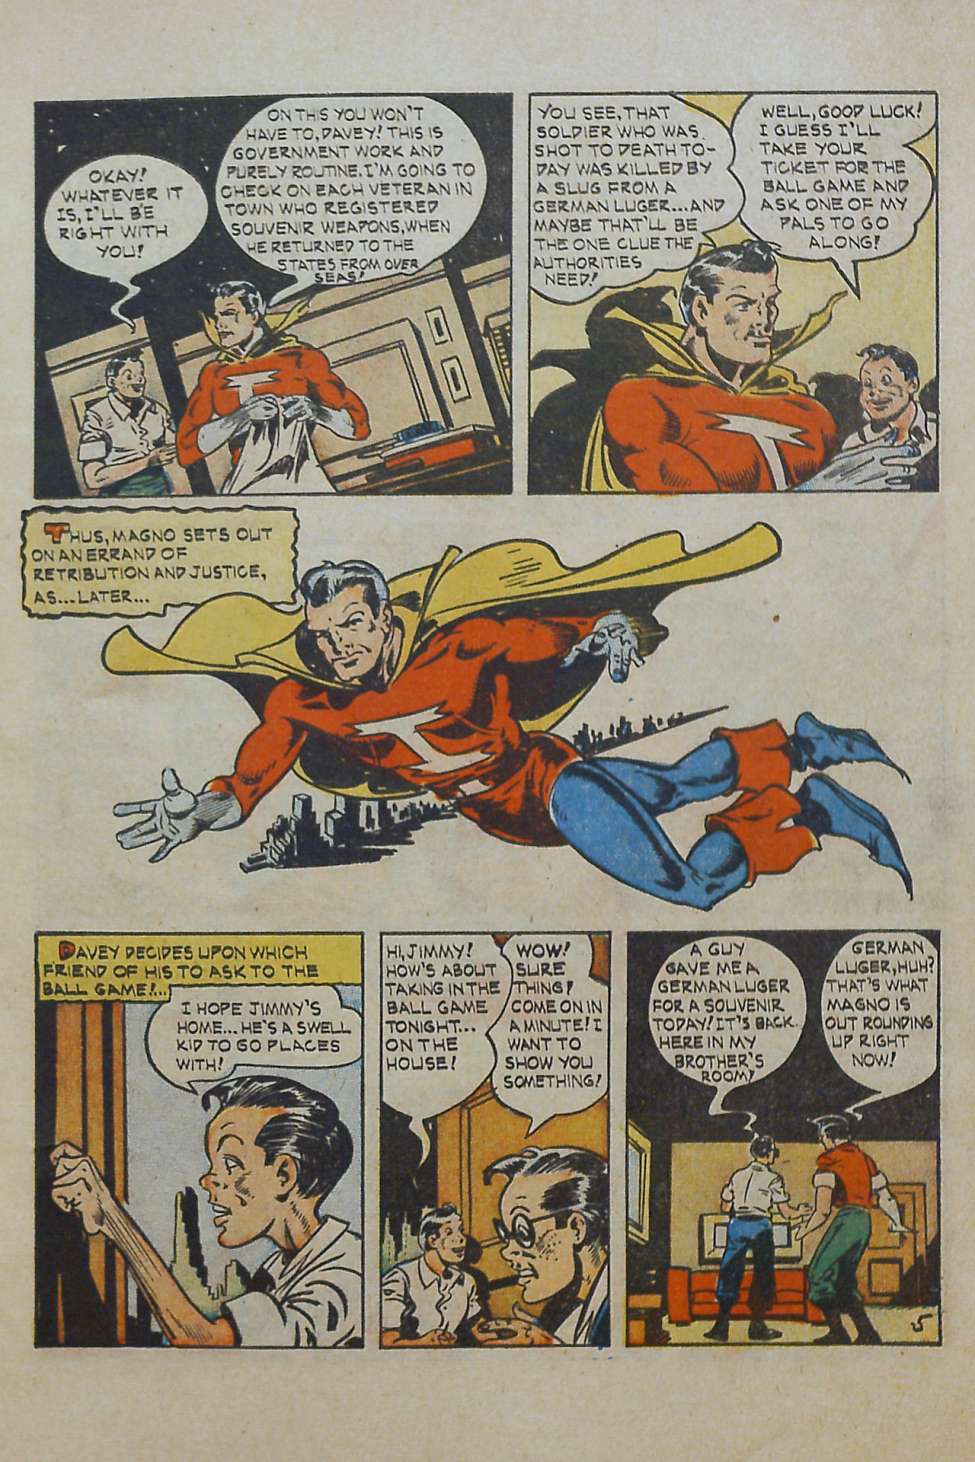 OKAY!
WHATEVER IT
IS, I'LL BE
RIGHT WITH
YOU!
ON THIS YOU WON'T
HAVE TO, DAVEY! THIS IS
GOVERNMENT WORK AND
PURELY ROUTINE. I'M GOING TO
CHECK ON EACH VETERAN IN
TOWN WHO REGISTERED
SOUVENIR WEAPONS, WHEN
HE RETURNED TO THE
STATES FROM OVER
SEAS!
T
YOU SEE, THAT
SOLDIER WHO WAS
SHOT TO DEATH TO-
DAY WAS KILLED BY
A SLUG FROM A
GERMAN LUGER...AND
MAYBE THAT'LL BE
THE ONE CLUE THE
AUTHORITIES
NEED!
WELL, GOOD LUCK!
I GUESS I'LL
TAKE YOUR
TICKET FOR THE
BALL GAME AND
ASK ONE OF MY
PALS TO GO
ALONG!
T
THUS, MAGNO SETS OUT
ON AN ERRAND OF
RETRIBUTION AND JUSTICE,
AS...LATER...
T
DAVEY DECIDES UPON WHICH
FRIEND OF HIS TO ASK TO THE
BALL GAME!...
I HOPE JIMMY'S
HOME... HE'S A SWELL
KID TO GO PLACES
WITH!
HI, JIMMY!
HOW'S ABOUT
TAKING IN THE
BALL GAME
TONIGHT...
ON THE
HOUSE!
WOW!
SURE
THING!
COME ON IN
A MINUTE! I
WANT TO
SHOW YOU
SOMETHING!
A GUY
GAVE ME A
GERMAN LUGER
FOR A SOUVENIR
TODAY! IT'S BACK
HERE IN MY
BROTHER'S
ROOM!
GERMAN
LUGER, HUH?
THAT'S WHAT
MAGNO IS
OUT ROUNDING
UP RIGHT
NOW!
5